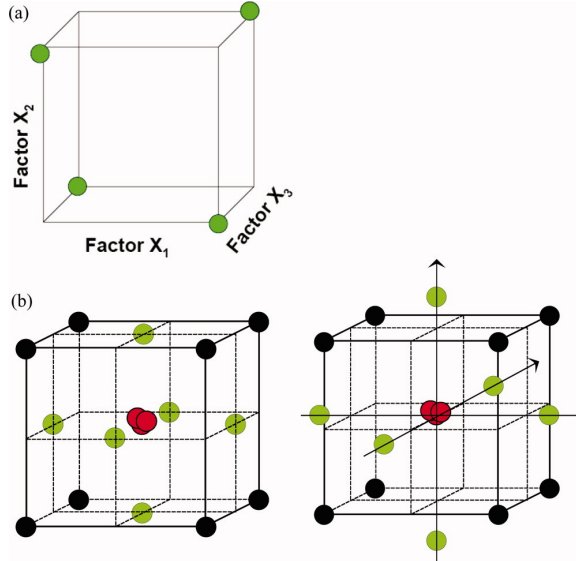 (a)
Factor X₂
Factor X₃
Factor X₁
(b)